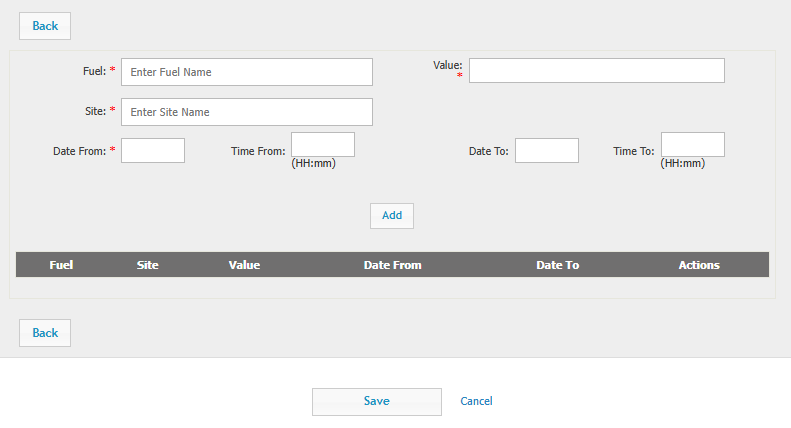 Back
Fuel: * Enter Fuel Name Value: *
Site: * Enter Site Name
Date From: * Time From: (HH:mm) Date To: Time To: (HH:mm)
Add
Fuel Site Value Date From Date To Actions
Back
Save Cancel